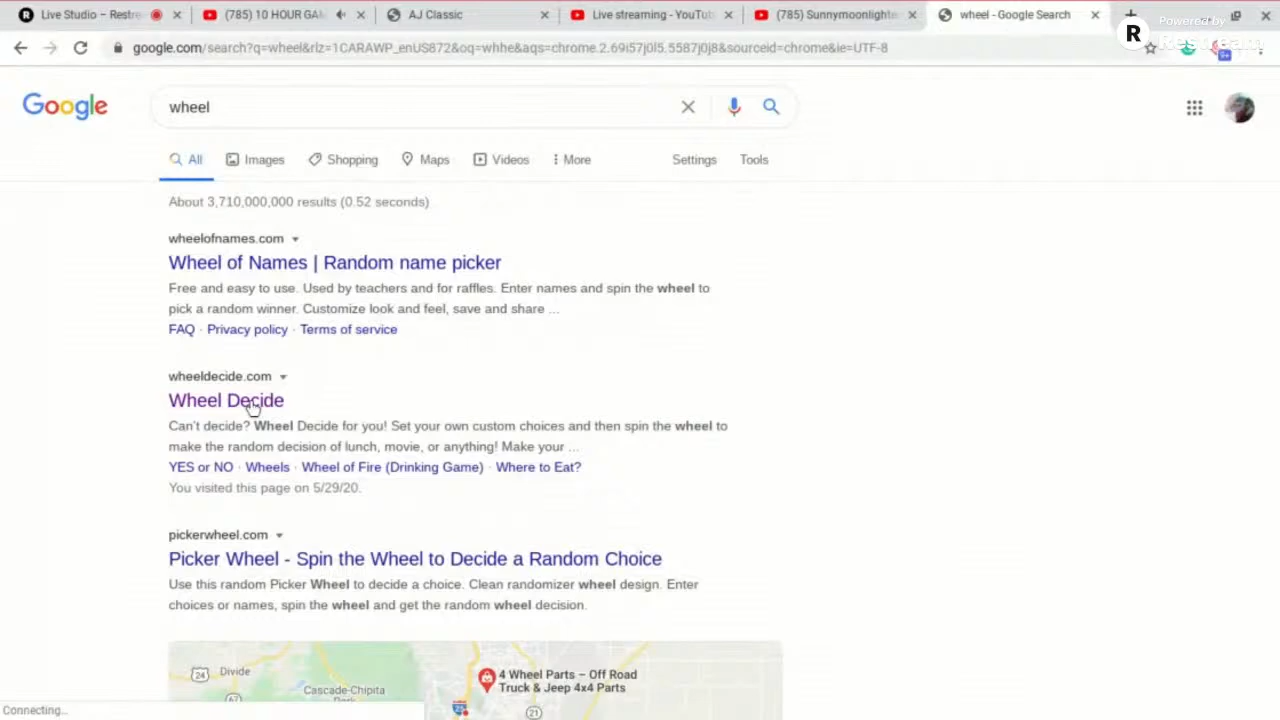 Live Studio – Restre
(785) 10 HOUR GAM
AJ Classic
Live streaming - YouTub
(785) Sunnymoonlighte
wheel - Google Search
Powered by
Restream
R
google.com/search?q=wheel&rlz=1CARAWP_enUS872&oq=whhe&aqs=chrome.2.69i57j0l5.5587j0j8&sourceid=chrome&ie=UTF-8
Google
wheel
All
Images
Shopping
Maps
Videos
More
Settings
Tools
About 3,710,000,000 results (0.52 seconds)
wheelofnames.com
Wheel of Names | Random name picker
Free and easy to use. Used by teachers and for raffles. Enter names and spin the wheel to
pick a random winner. Customize look and feel, save and share ...
FAQ · Privacy policy · Terms of service
wheeldecide.com
Wheel Decide
Can't decide? Wheel Decide for you! Set your own custom choices and then spin the wheel to
make the random decision of lunch, movie, or anything! Make your ...
YES or NO · Wheels · Wheel of Fire (Drinking Game) · Where to Eat?
You visited this page on 5/29/20.
pickerwheel.com
Picker Wheel - Spin the Wheel to Decide a Random Choice
Use this random Picker Wheel to decide a choice. Clean randomizer wheel design. Enter
choices or names, spin the wheel and get the random wheel decision.
24
Divide
67
Cascade-Chipita
Park
25
21
4 Wheel Parts – Off Road
Truck & Jeep 4x4 Parts
Connecting...